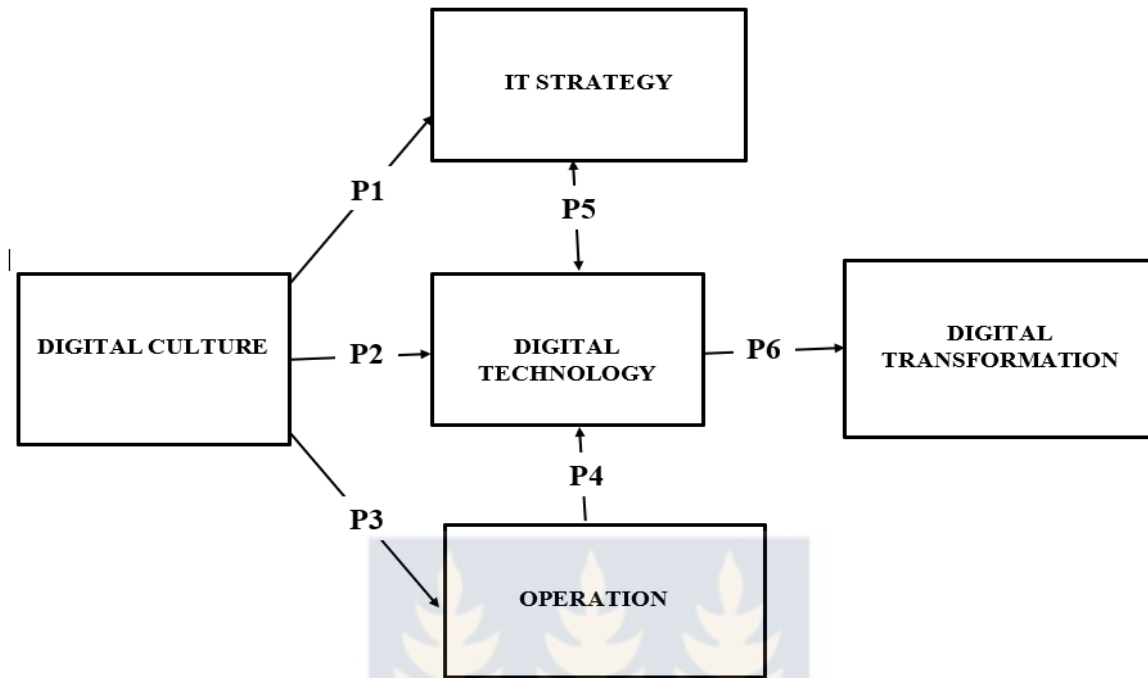 IT STRATEGY
P1
P5
DIGITAL CULTURE
P2
DIGITAL
TECHNOLOGY
P6
DIGITAL
TRANSFORMATION
P4
P3
OPERATION